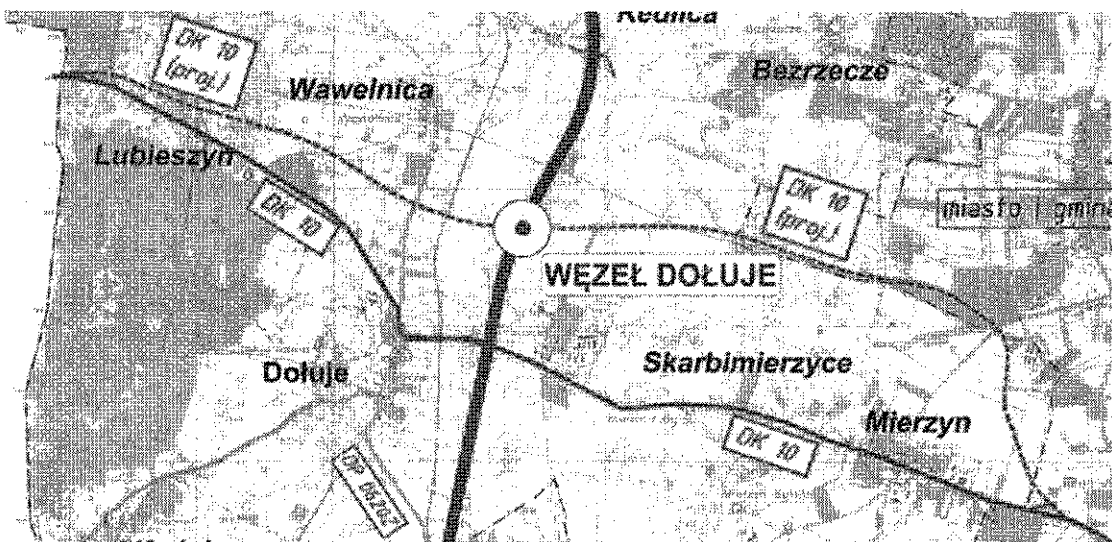 Redlica
DK 10
(proj.)
Wawelnica
Bezrzecze
Lubieszyn
DK 10
DK 10
(proj.)
miasto i gmina
WĘZEŁ DOŁUJE
Dołuje
Skarbimierzyce
Mierzyn
DK 10